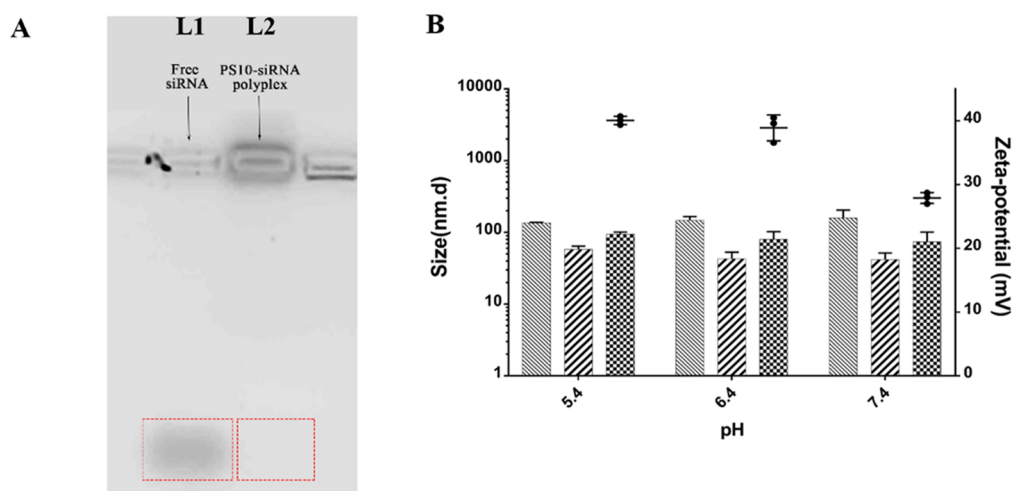 A
L1 L2
Free
siRNA
PS10-siRNA
polyplex
B
10000
1000
100
10
1
Size(nm.d)
40
30
20
10
0
Zeta-potential (mV)
5.4
6.4
7.4
pH